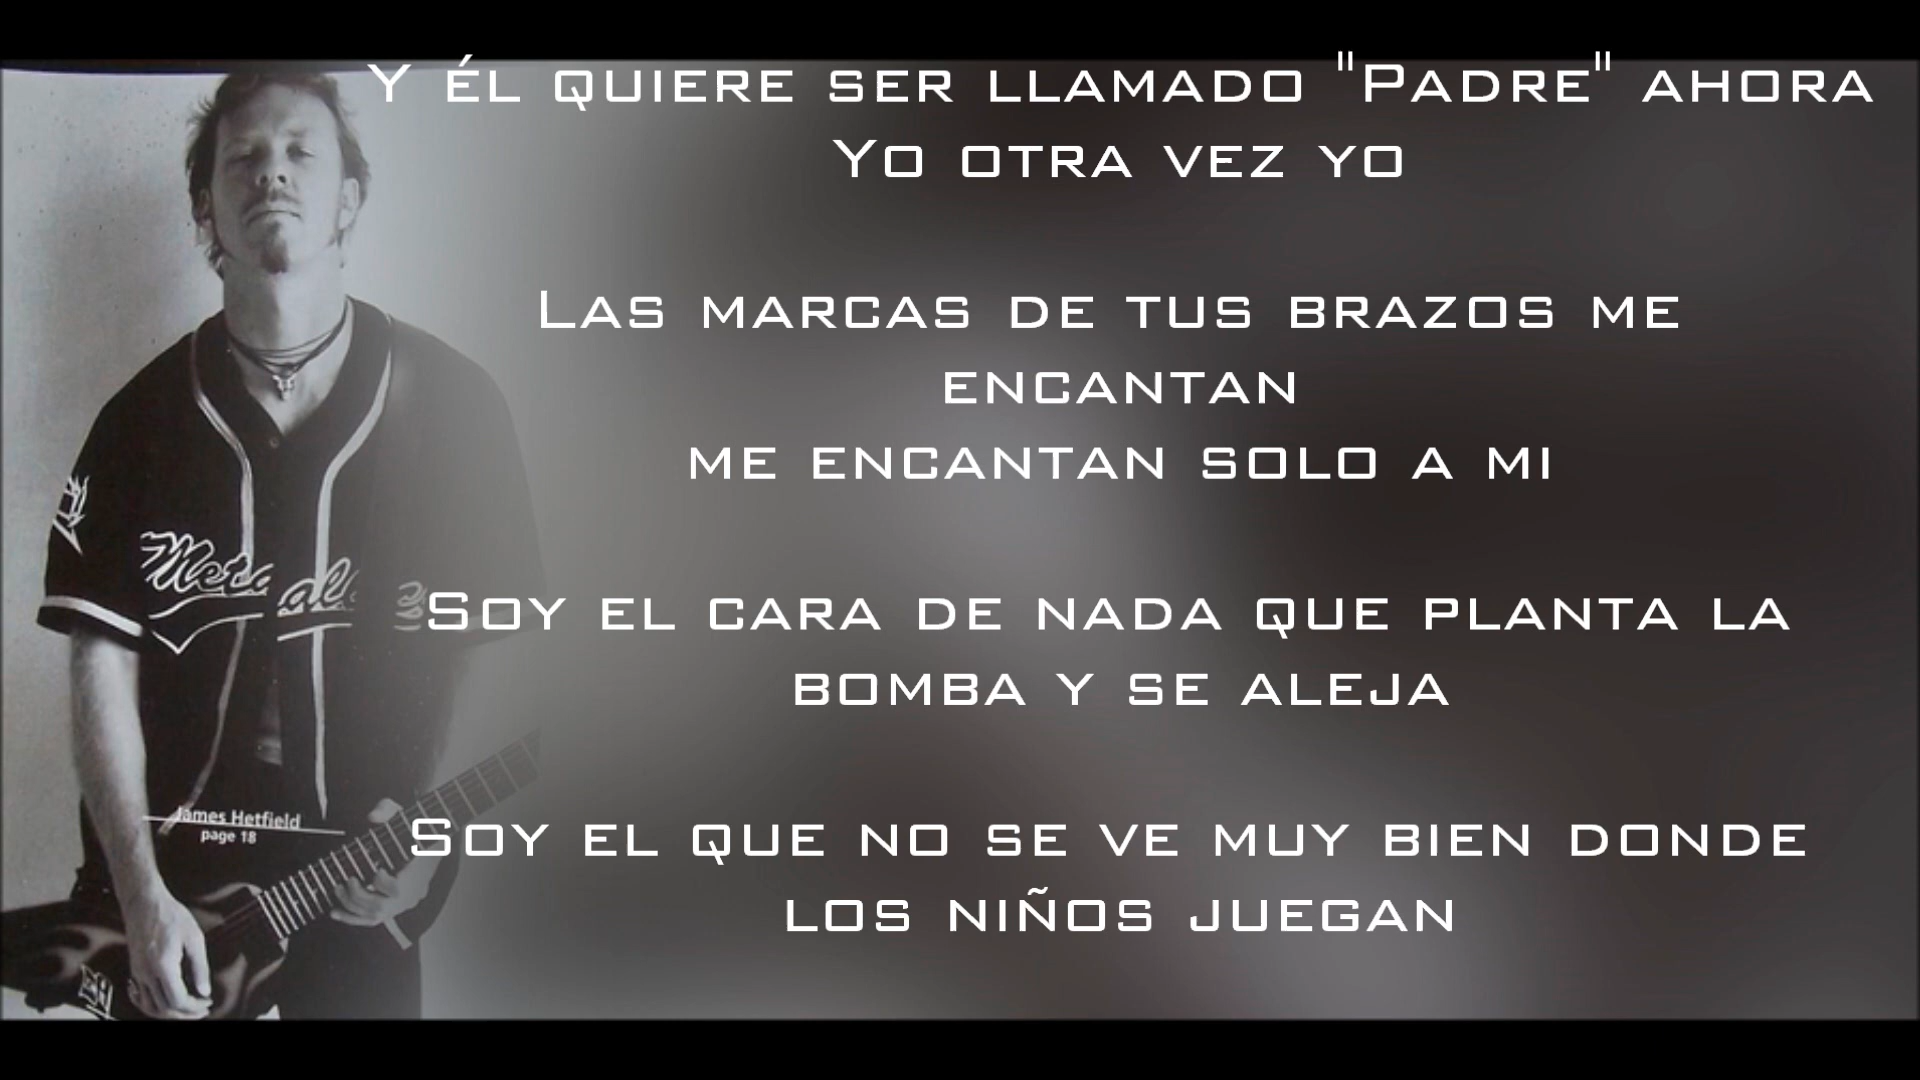 Y él quiere ser llamado "Padre" ahora
Yo otra vez yo
Las marcas de tus brazos me
encantan
me encantan solo a mi
Soy el cara de nada que planta la
bomba y se aleja
Soy el que no se ve muy bien donde
los niños juegan
James Hetfield
page 18